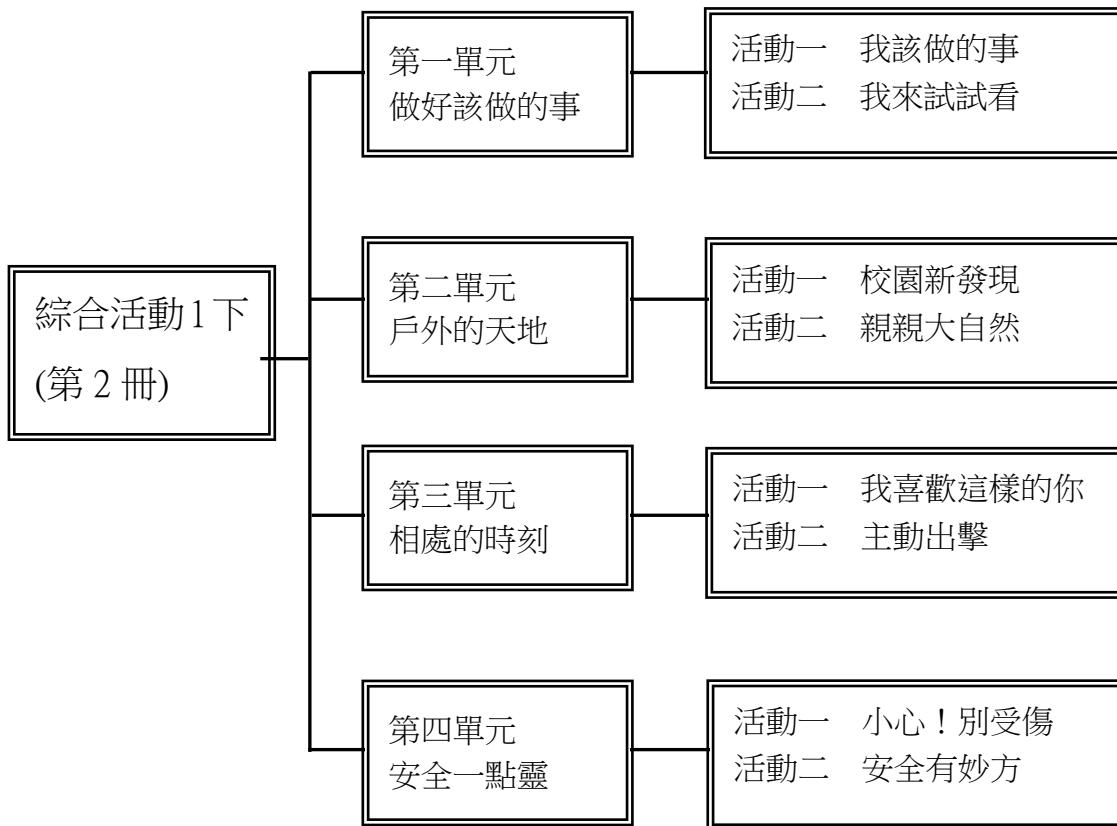 綜合活動1下
(第 2 冊)
第一單元
做好該做的事
活動一　我該做的事
活動二　我來試試看
第二單元
戶外的天地
活動一　校園新發現
活動二　親親大自然
第三單元
相處的時刻
活動一　我喜歡這樣的你
活動二　主動出擊
第四單元
安全一點靈
活動一　小心！別受傷
活動二　安全有妙方